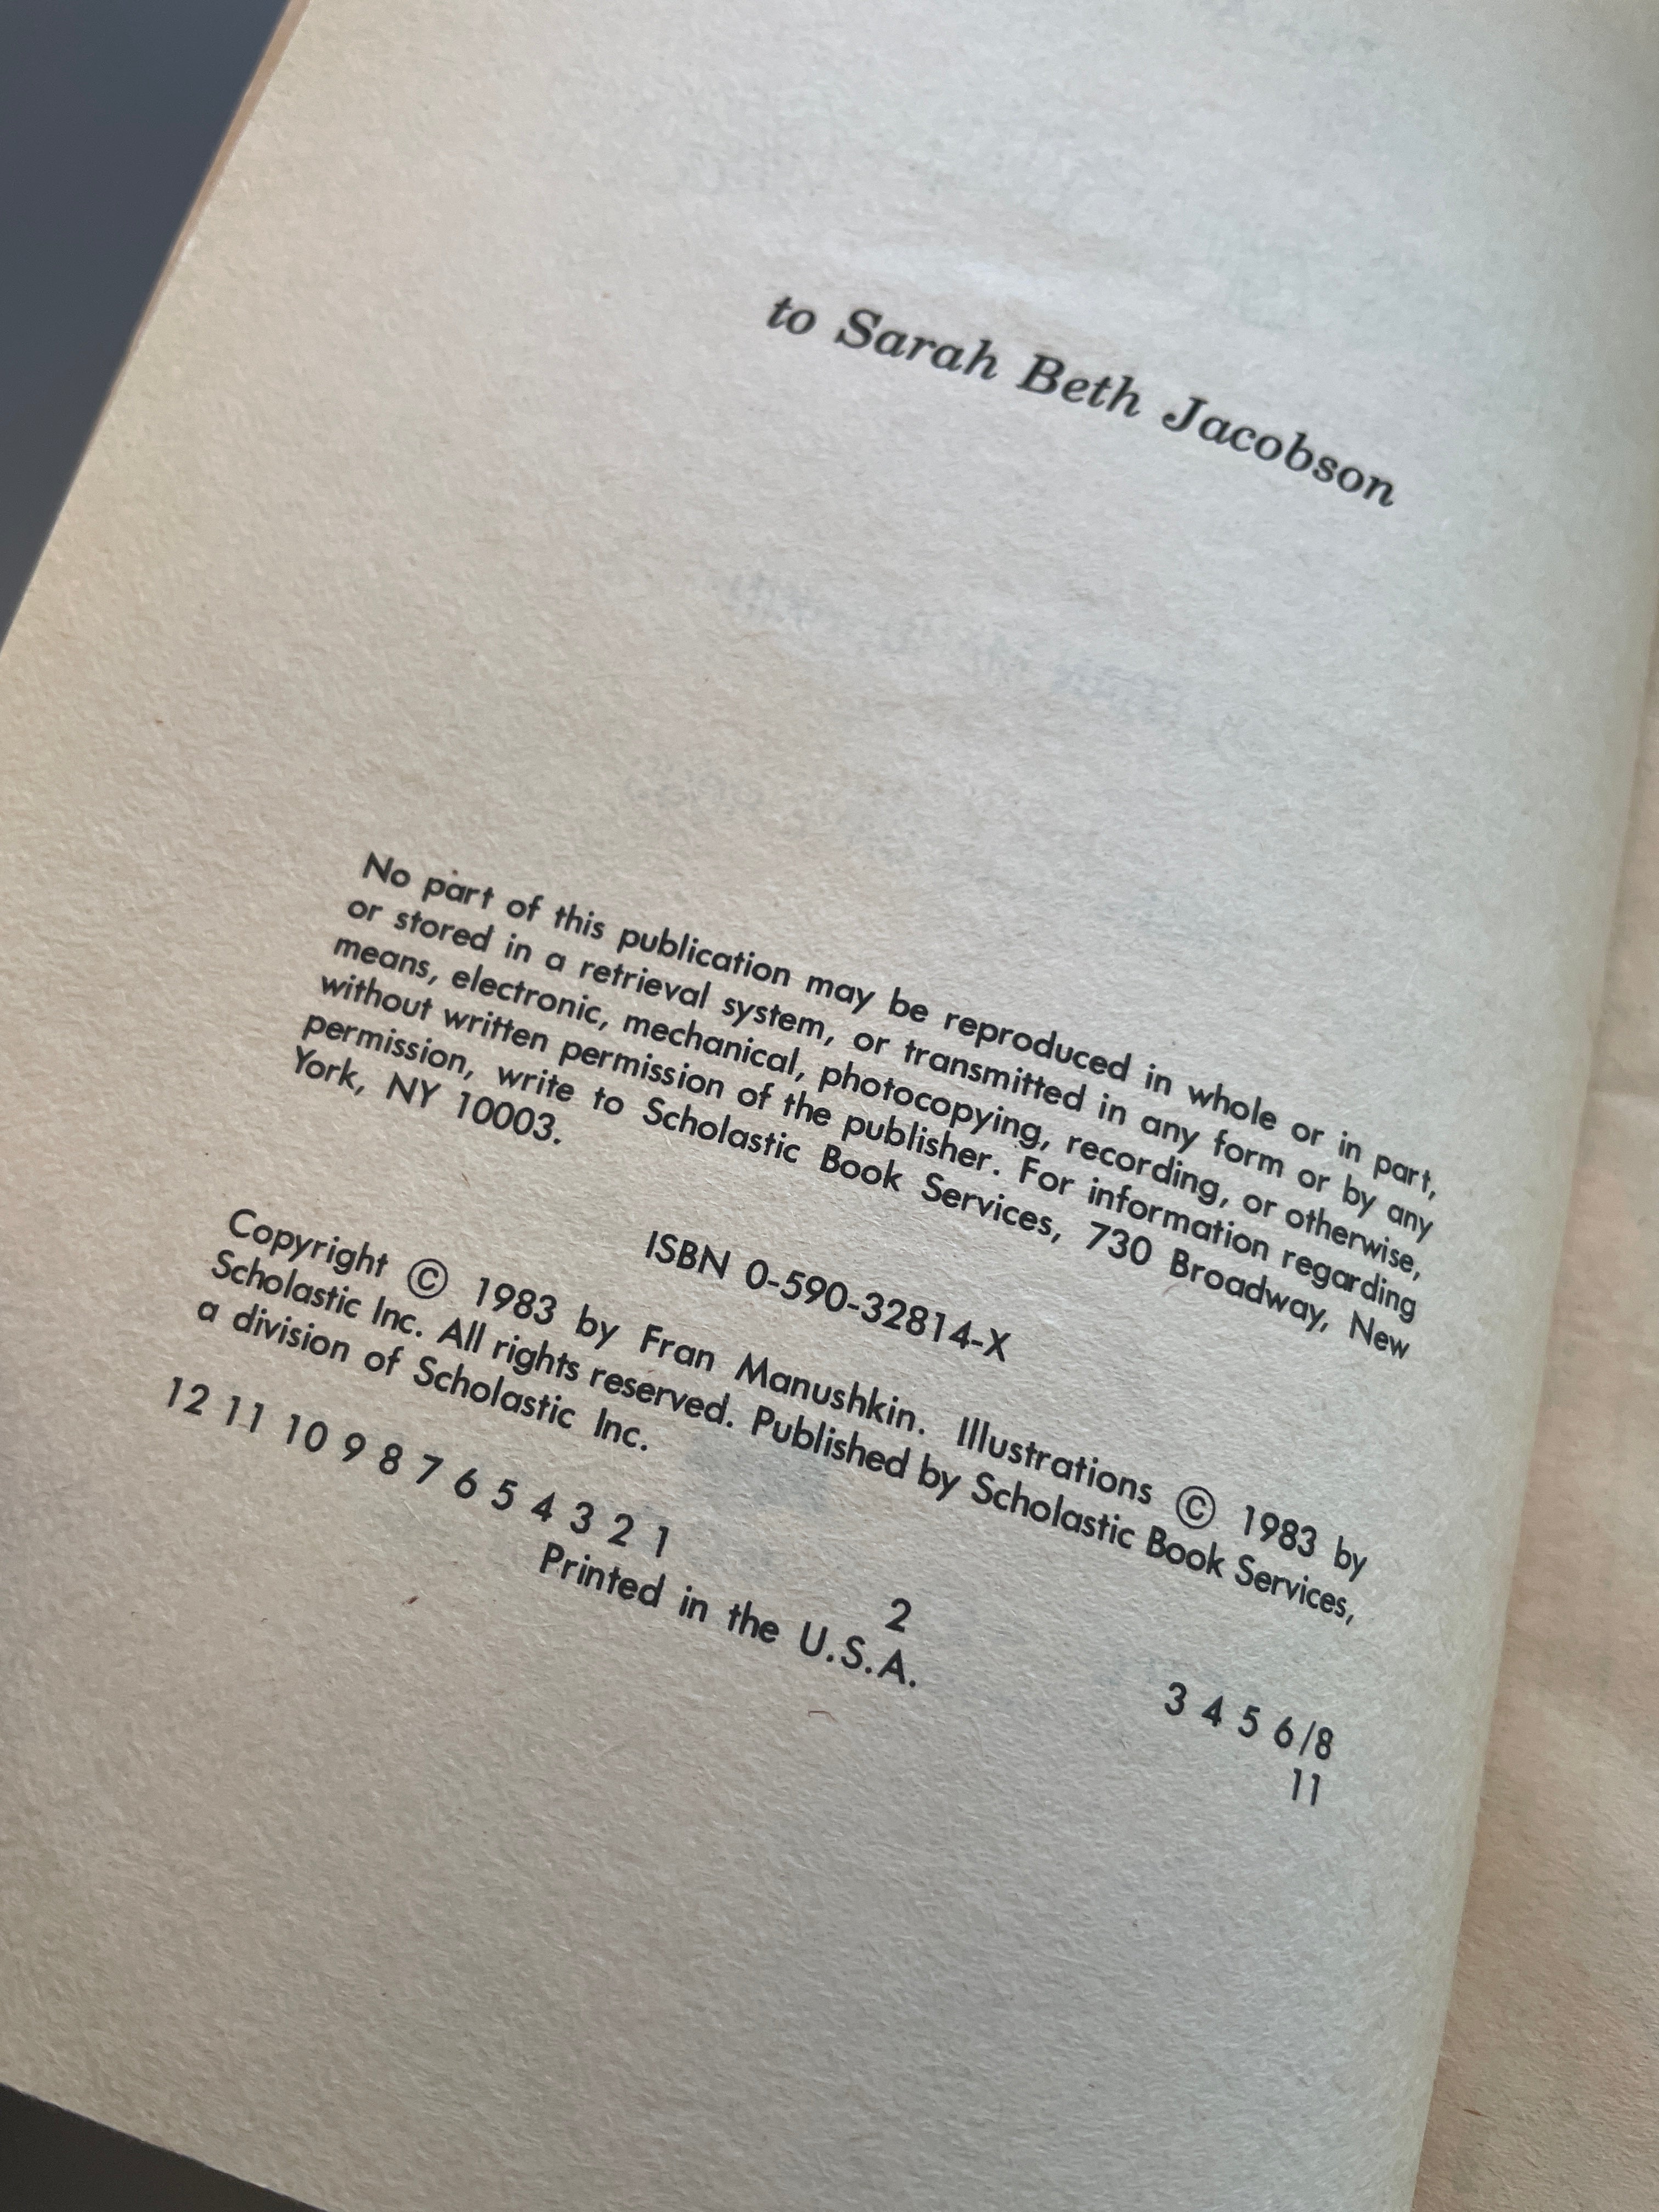 to Sarah Beth Jacobson
No part of this publication may be reproduced in whole or in part,
or stored in a retrieval system, or transmitted in any form or by any
means, electronic, mechanical, photocopying, recording, or otherwise,
without written permission of the publisher. For information regarding
permission, write to Scholastic Book Services, 730 Broadway, New
York, NY 10003.
ISBN 0-590-32814-X
Copyright © 1983 by Fran Manushkin. Illustrations © 1983 by
Scholastic Inc. All rights reserved. Published by Scholastic Book Services,
a division of Scholastic Inc.
12 11 10 9 8 7 6 5 4 3 2 1 2 3 4 5 6/8
Printed in the U.S.A. 11